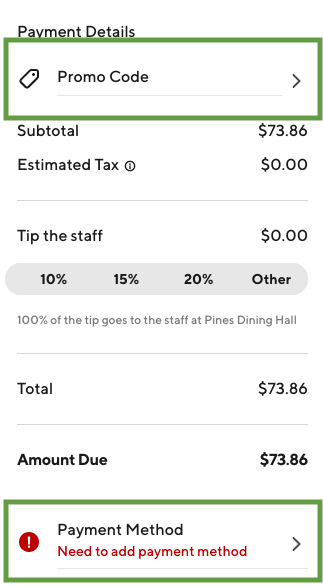 Payment Details
Promo Code
Subtotal $73.86
Estimated Tax $0.00
Tip the staff $0.00
10% 15% 20% Other
100% of the tip goes to the staff at Pines Dining Hall
Total $73.86
Amount Due $73.86
Payment Method
Need to add payment method